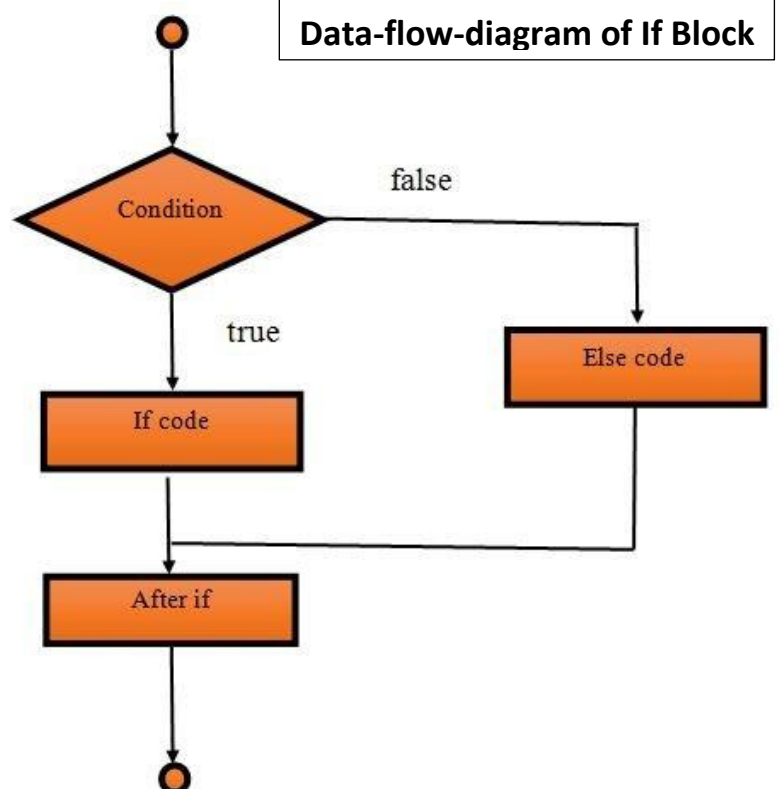 Data-flow-diagram of If Block
Condition
false
true
Else code
If code
After if